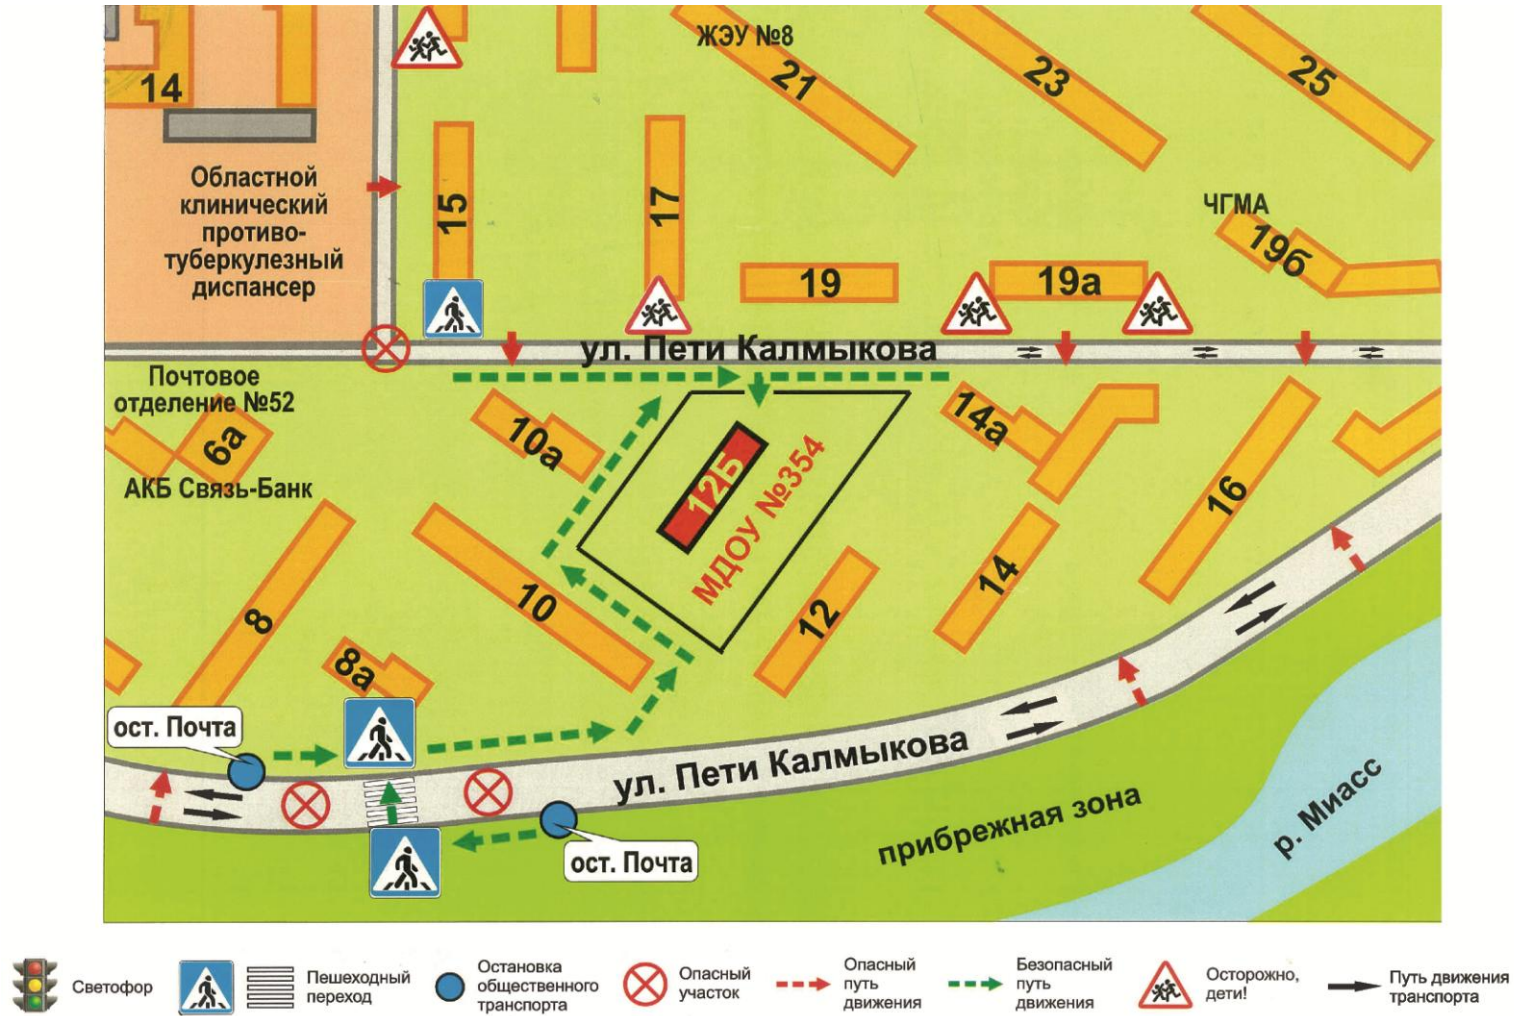 ЖЭУ №8
14
21
23
25
Областной
клинический
противо-
туберкулезный
диспансер
15
17
19
19а
ЧГМА
19б
ул. Пети Калмыкова
Почтовое
отделение №52
6а
АКБ Связь-Банк
10а
12Б
МДОУ №354
14а
16
8
10
12
14
8а
ост. Почта
ул. Пети Калмыкова
ост. Почта
прибрежная зона
р. Миасс
Светофор
Пешеходный
переход
Остановка
общественного
транспорта
Опасный
участок
Опасный
путь
движения
Безопасный
путь
движения
Осторожно,
дети!
Путь движения
транспорта